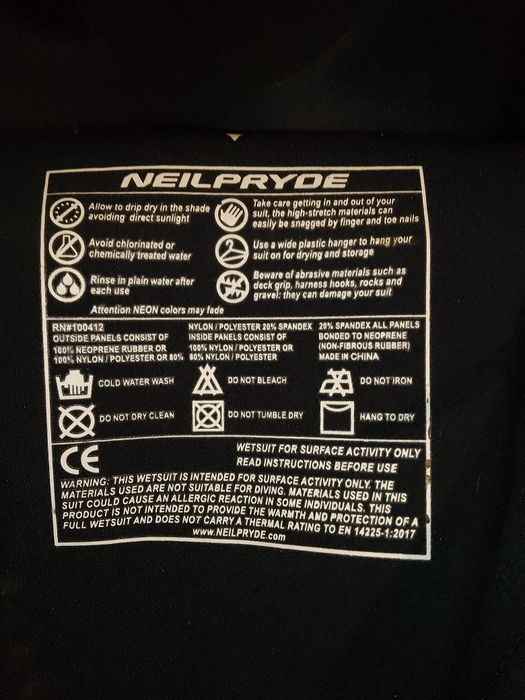 NEILPRYDE
Allow to drip dry in the shade
avoiding direct sunlight
Take care getting in and out of your
suit, the high-stretch materials can
easily be snagged by finger and toe nails
Avoid chlorinated or
chemically treated water
Use a wide plastic hanger to hang your
suit on for drying and storage
Rinse in plain water after
each use
Beware of abrasive materials such as
deck grip, harness hooks, rocks and
gravel: they can damage your suit
Attention NEON colors may fade
RN#100412
OUTSIDE PANELS CONSIST OF
100% NEOPRENE RUBBER OR
100% NYLON / POLYESTER OR 80%
NYLON / POLYESTER 20% SPANDEX
INSIDE PANELS CONSIST OF
100% NYLON / POLYESTER OR
80% NYLON / POLYESTER
20% SPANDEX ALL PANELS
BONDED TO NEOPRENE
(NON-FIBROUS RUBBER)
MADE IN CHINA
COLD WATER WASH
DO NOT BLEACH
DO NOT IRON
DO NOT DRY CLEAN
DO NOT TUMBLE DRY
HANG TO DRY
CE
WETSUIT FOR SURFACE ACTIVITY ONLY
READ INSTRUCTIONS BEFORE USE
WARNING: THIS WETSUIT IS INTENDED FOR SURFACE ACTIVITY ONLY. THE
MATERIALS USED ARE NOT SUITABLE FOR DIVING. MATERIALS USED IN THIS
SUIT COULD CAUSE AN ALLERGIC REACTION IN SOME INDIVIDUALS. THIS
PRODUCT IS NOT INTENDED TO PROVIDE THE WARMTH AND PROTECTION OF A
FULL WETSUIT AND DOES NOT CARRY A THERMAL RATING TO EN 14225-1:2017
www.NEILPRYDE.com